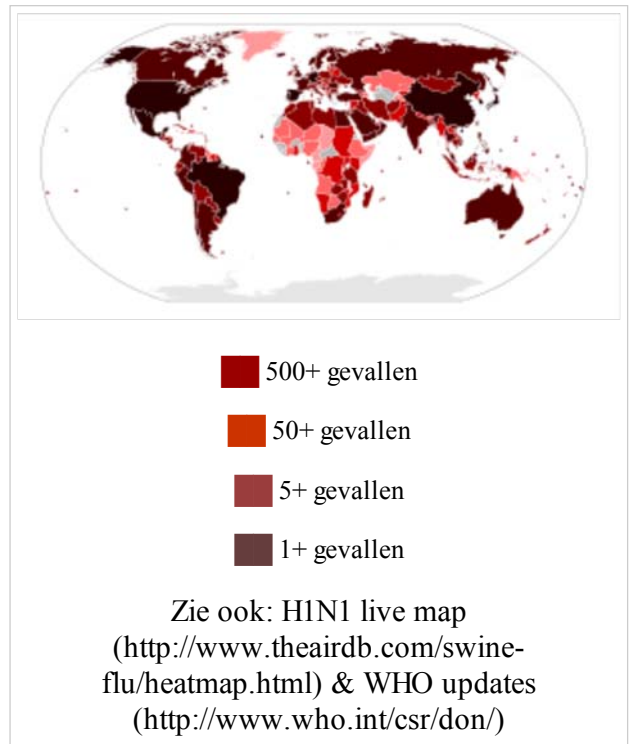 500+ gevallen
50+ gevallen
5+ gevallen
1+ gevallen
Zie ook: H1N1 live map
(http://www.theairdb.com/swine-
flu/heatmap.html) & WHO updates
(http://www.who.int/csr/don/)